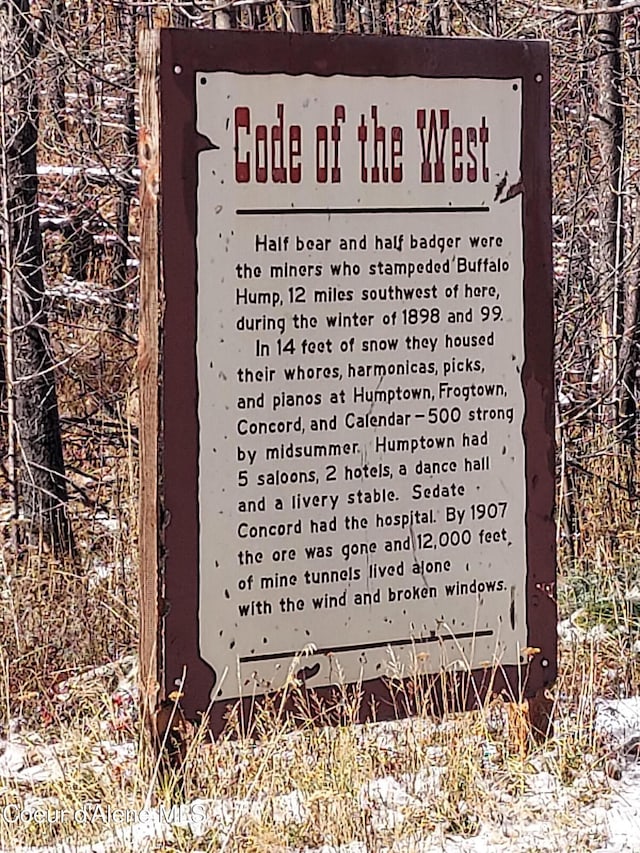 Code of the West
Half bear and half badger were
the miners who stampeded Buffalo
Hump, 12 miles southwest of here,
during the winter of 1898 and 99.
In 14 feet of snow they housed
their whores, harmonicas, picks,
and pianos at Humptown, Frogtown,
Concord, and Calendar – 500 strong
by midsummer. Humptown had
5 saloons, 2 hotels, a dance hall
and a livery stable. Sedate
Concord had the hospital. By 1907
the ore was gone and 12,000 feet
of mine tunnels lived alone
with the wind and broken windows.
Coeur d'Alene MLS